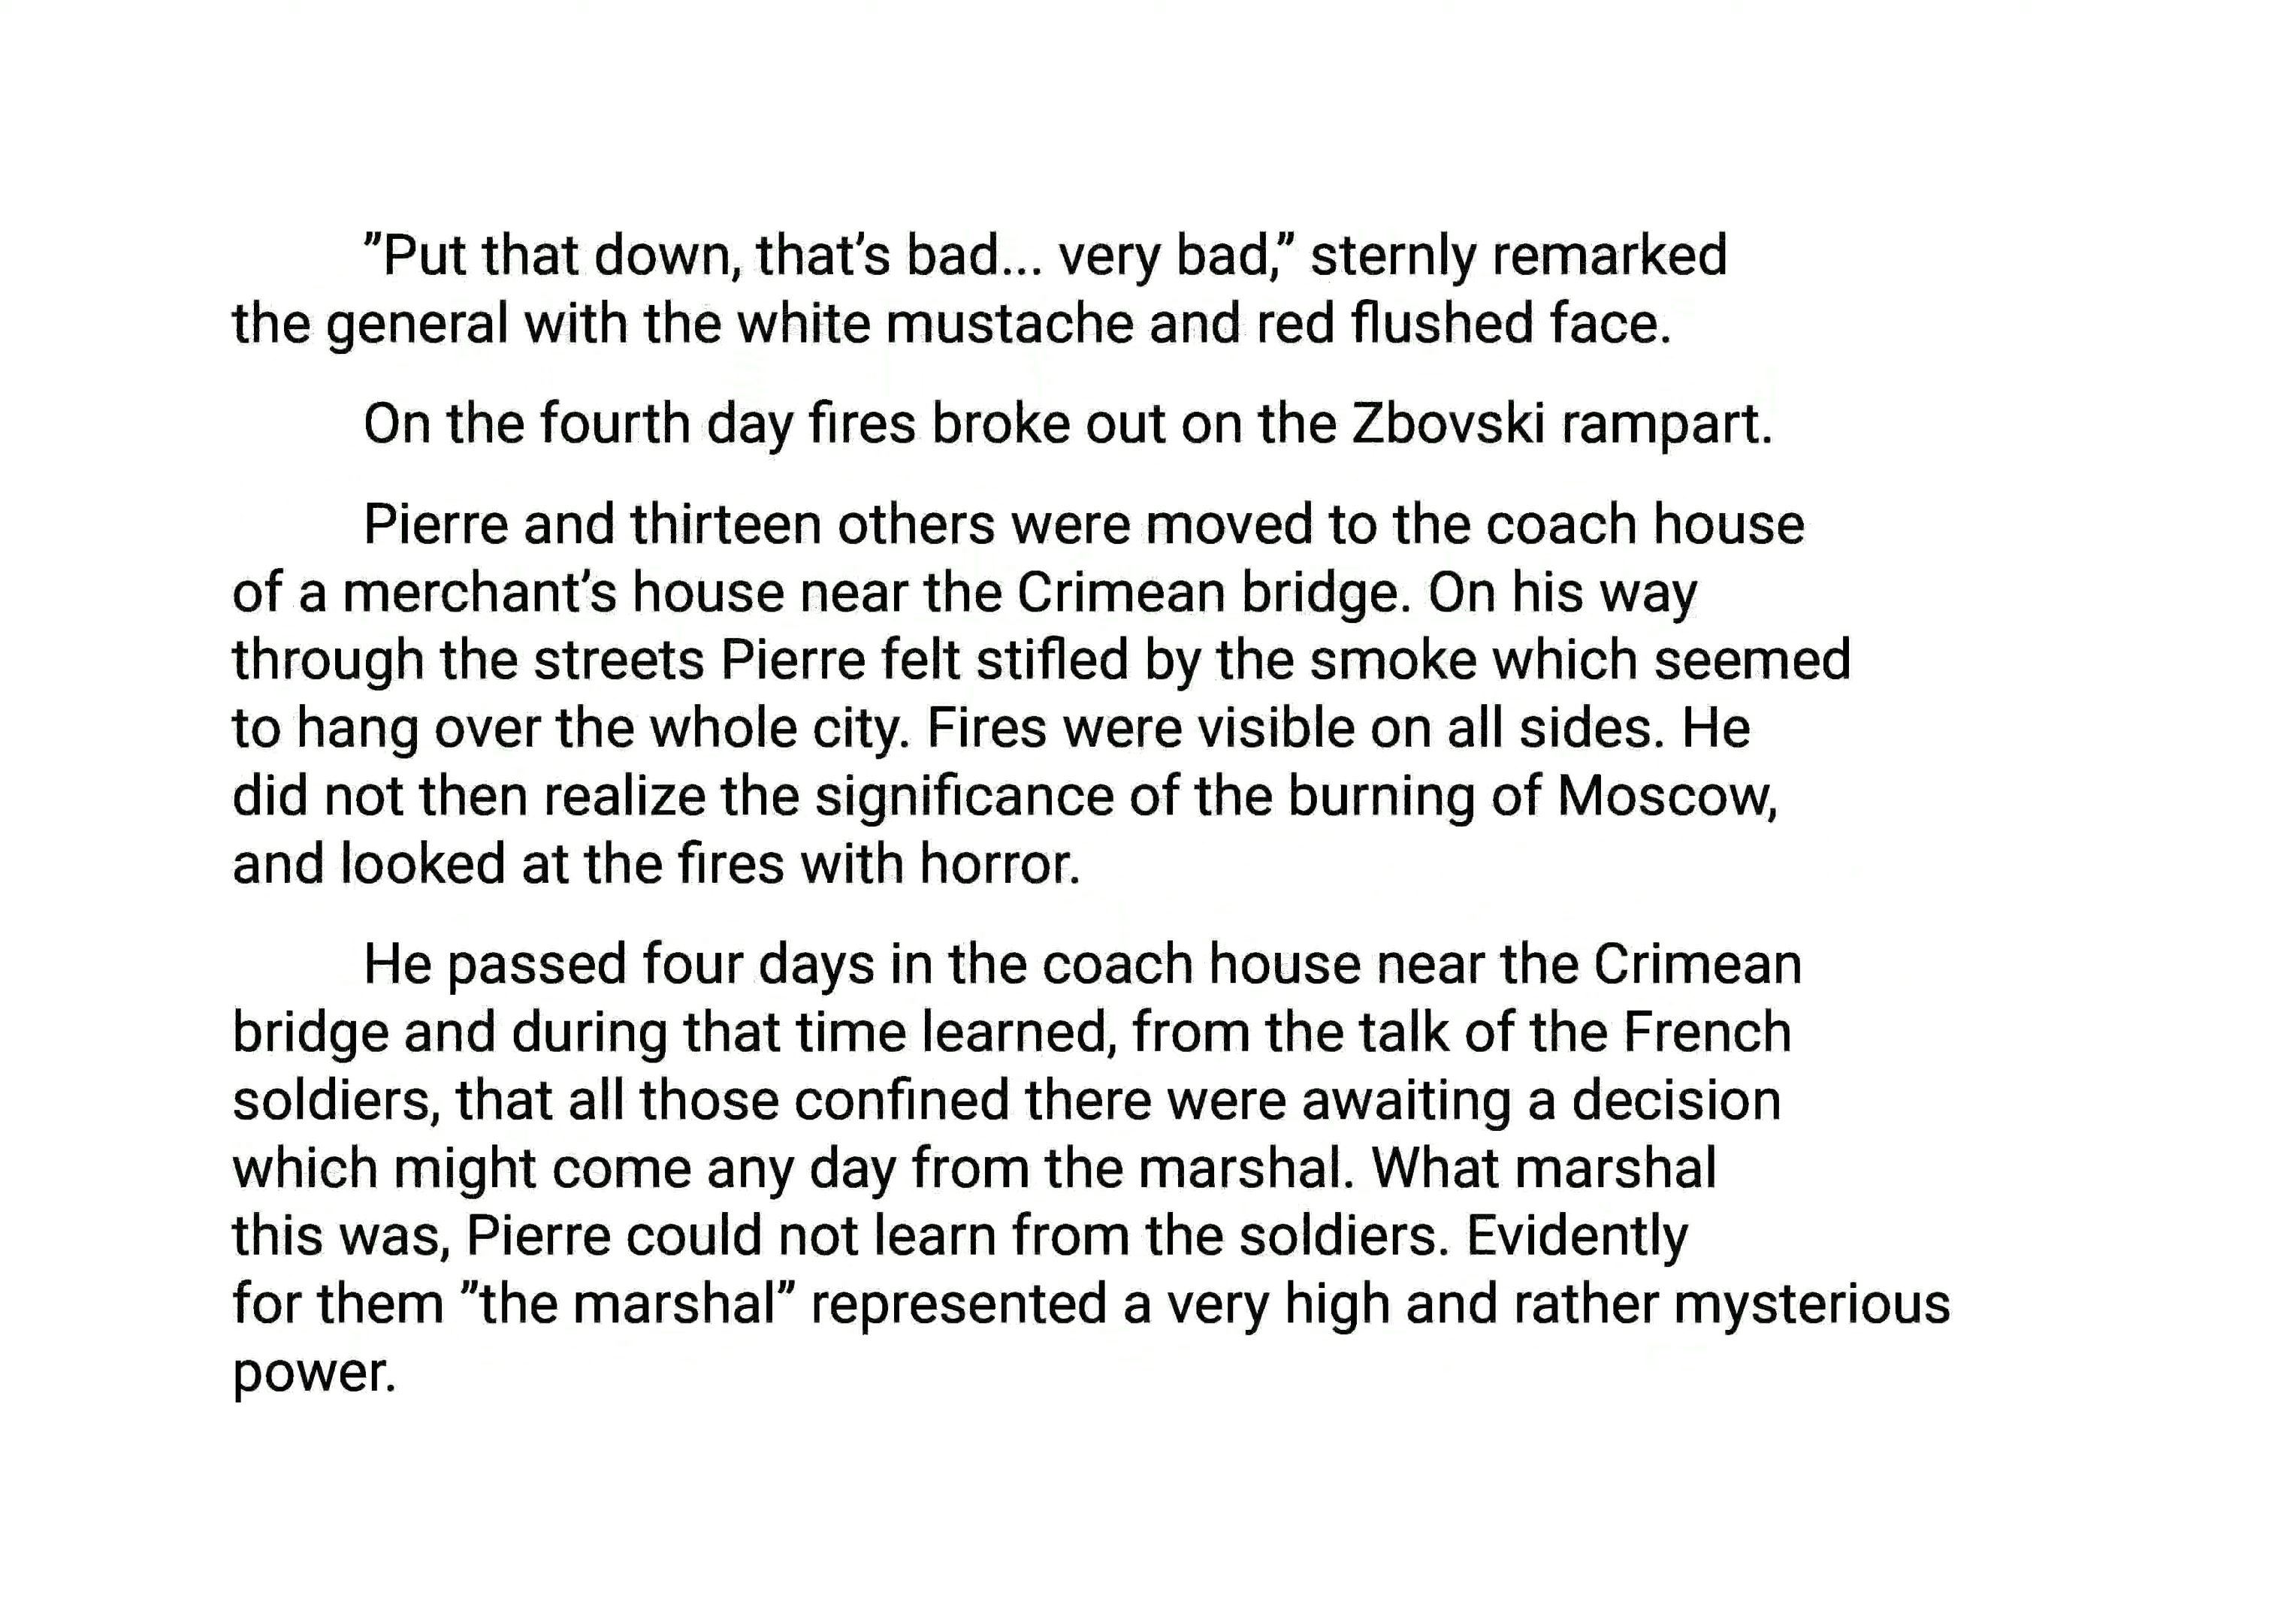 ”Put that down, that’s bad... very bad,” sternly remarked
the general with the white mustache and red flushed face.
On the fourth day fires broke out on the Zbovski rampart.
Pierre and thirteen others were moved to the coach house
of a merchant’s house near the Crimean bridge. On his way
through the streets Pierre felt stifled by the smoke which seemed
to hang over the whole city. Fires were visible on all sides. He
did not then realize the significance of the burning of Moscow,
and looked at the fires with horror.
He passed four days in the coach house near the Crimean
bridge and during that time learned, from the talk of the French
soldiers, that all those confined there were awaiting a decision
which might come any day from the marshal. What marshal
this was, Pierre could not learn from the soldiers. Evidently
for them ”the marshal” represented a very high and rather mysterious
power.